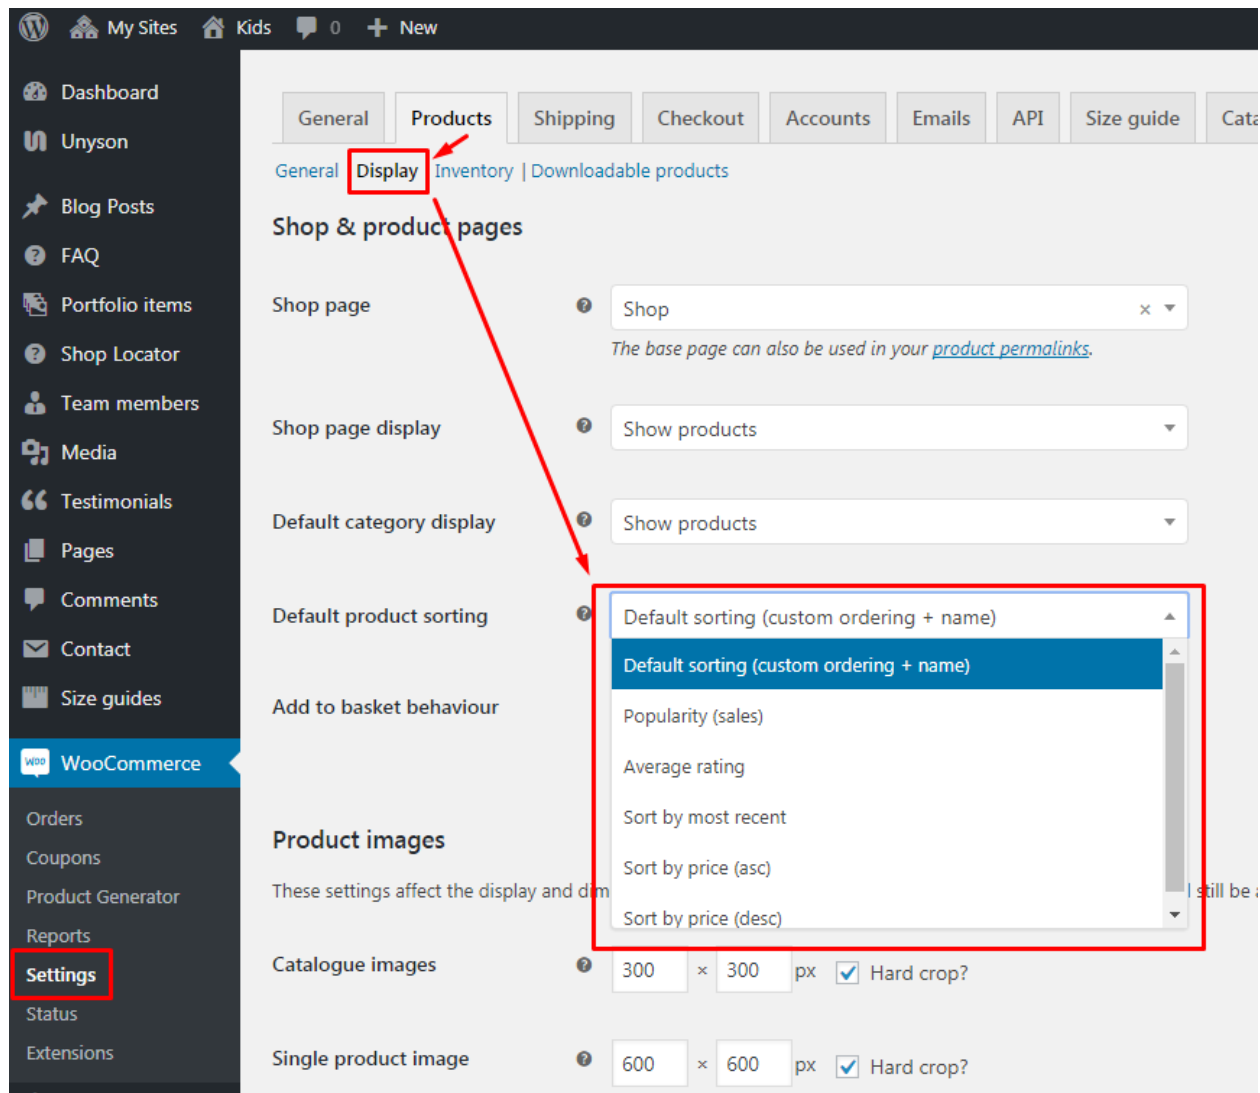 My Sites Kids 0 New
Dashboard
Unyson
Blog Posts
FAQ
Portfolio items
Shop Locator
Team members
Media
Testimonials
Pages
Comments
Contact
Size guides
WOO WooCommerce
Orders
Coupons
Product Generator
Reports
Settings
Status
Extensions
General Products Shipping Checkout Accounts Emails API Size guide Cata
General Display Inventory | Downloadable products
Shop & product pages
Shop page Shop × 
The base page can also be used in your product permalinks.
Shop page display Show products
Default category display Show products
Default product sorting Default sorting (custom ordering + name)
Default sorting (custom ordering + name)
Popularity (sales)
Average rating
Sort by most recent
Sort by price (asc)
Sort by price (desc)
Add to basket behaviour
Product images
These settings affect the display and dim still be a
Catalogue images 300 × 300 px Hard crop?
Single product image 600 × 600 px Hard crop?